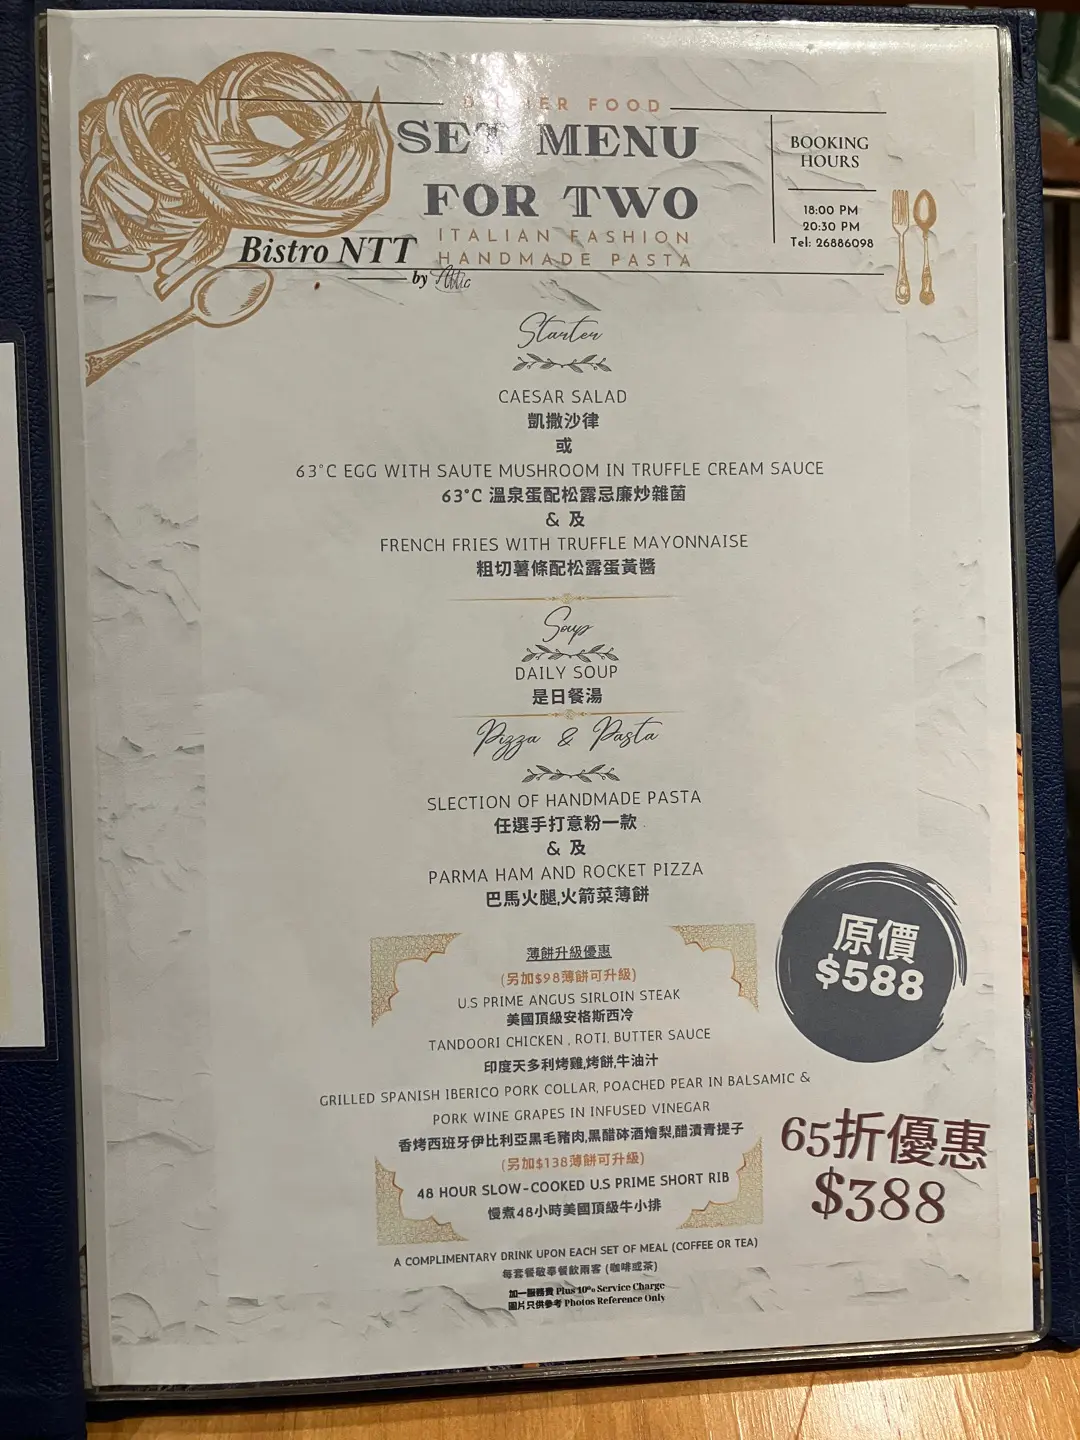 DINNER FOOD
SET MENU
FOR TWO
ITALIAN FASHION
HANDMADE PASTA
Bistro NTT
by Attic
BOOKING
HOURS
18:00 PM
20:30 PM
Tel: 26886098
Starter
CAESAR SALAD
凱撒沙律
或
63°C EGG WITH SAUTE MUSHROOM IN TRUFFLE CREAM SAUCE
63°C 溫泉蛋配松露忌廉炒雜菌
& 及
FRENCH FRIES WITH TRUFFLE MAYONNAISE
粗切薯條配松露蛋黃醬
Soup
DAILY SOUP
是日餐湯
Pizza & Pasta
SLECTION OF HANDMADE PASTA
任選手打意粉一款
& 及
PARMA HAM AND ROCKET PIZZA
巴馬火腿,火箭菜薄餅
薄餅升級優惠
(另加$98薄餅可升級)
U.S PRIME ANGUS SIRLOIN STEAK
美國頂級安格斯西冷
TANDOORI CHICKEN , ROTI, BUTTER SAUCE
印度天多利烤雞,烤餅,牛油汁
GRILLED SPANISH IBERICO PORK COLLAR, POACHED PEAR IN BALSAMIC &
PORK WINE GRAPES IN INFUSED VINEGAR
香烤西班牙伊比利亞黑毛豬肉,黑醋砵酒燴梨,醋漬青提子
(另加$138薄餅可升級)
48 HOUR SLOW-COOKED U.S PRIME SHORT RIB
慢煮48小時美國頂級牛小排
A COMPLIMENTARY DRINK UPON EACH SET OF MEAL (COFFEE OR TEA)
每套餐敬奉餐飲兩客 (咖啡或茶)
加一服務費 Plus 10% Service Charge
圖片只供參考 Photos Reference Only
原價
$588
65折優惠
$388